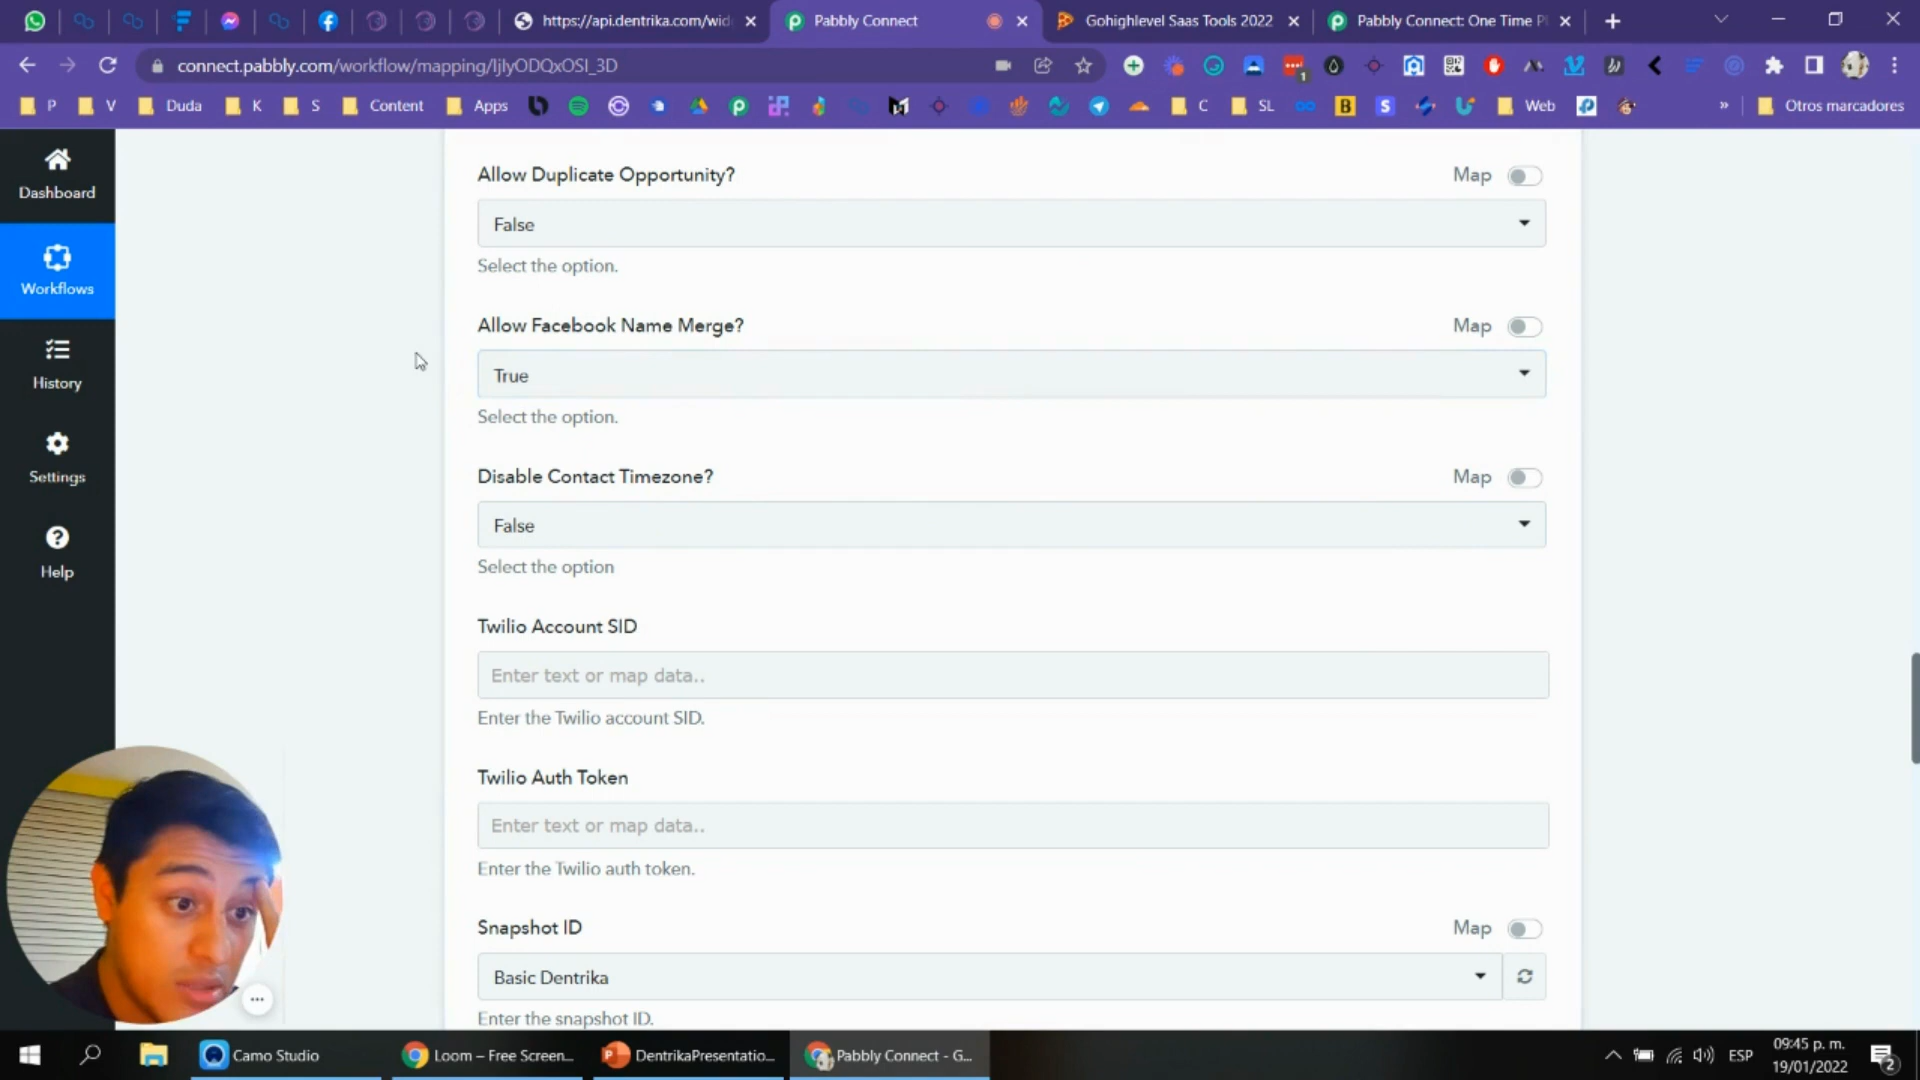 https://api.dentrika.com/wid
Pabbly Connect
Gohighlevel Saas Tools 2022
Pabbly Connect: One Time Pl
connect.pabbly.com/workflow/mapping/IjIyODQxOSI_3D
P
V
Duda
K
S
Content
Apps
C
SL
Web
»
Otros marcadores
Dashboard
Workflows
History
Settings
Help
Allow Duplicate Opportunity?
Map
False
Select the option.
Allow Facebook Name Merge?
Map
True
Select the option.
Disable Contact Timezone?
Map
False
Select the option
Twilio Account SID
Enter text or map data..
Enter the Twilio account SID.
Twilio Auth Token
Enter text or map data..
Enter the Twilio auth token.
Snapshot ID
Map
Basic Dentrika
Enter the snapshot ID.
Camo Studio
Loom – Free Screen...
DentrikaPresentatio...
Pabbly Connect - G...
ESP
09:45 p. m.
19/01/2022
2